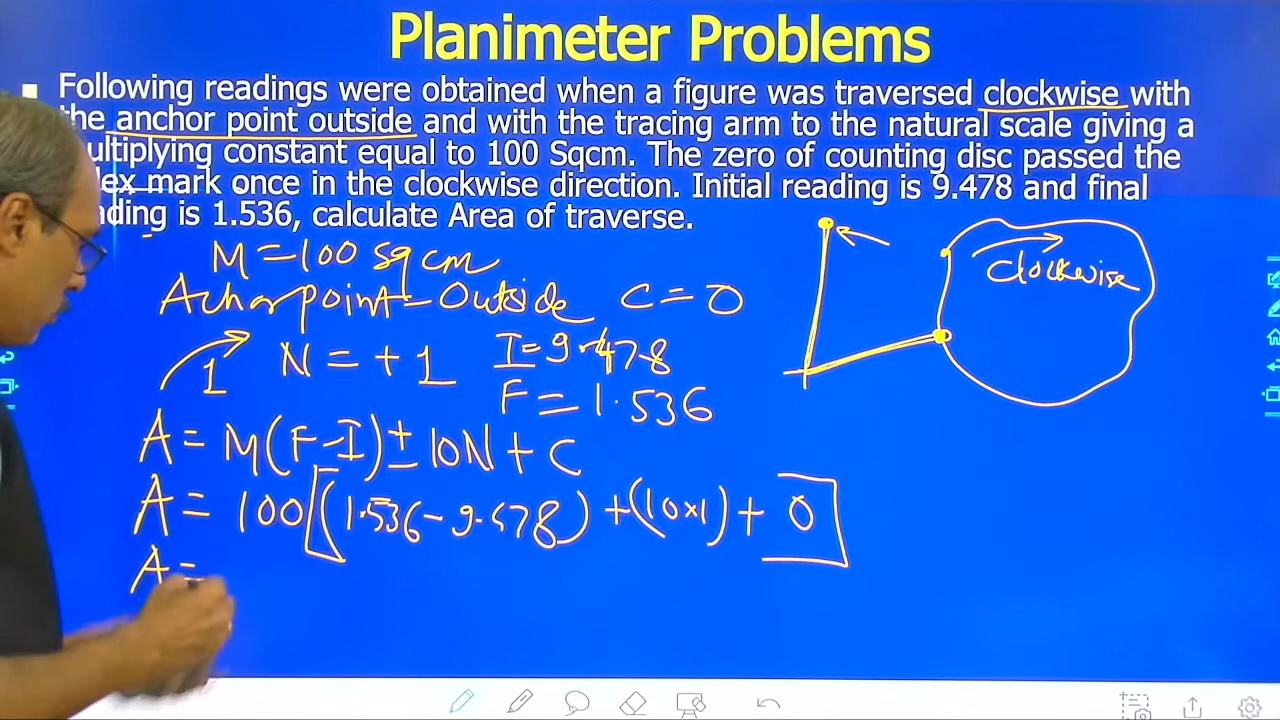 Planimeter Problems
Following readings were obtained when a figure was traversed clockwise with
the anchor point outside and with the tracing arm to the natural scale giving a
ultiplying constant equal to 100 Sqcm. The zero of counting disc passed the
dex mark once in the clockwise direction. Initial reading is 9.478 and final
ading is 1.536, calculate Area of traverse.
M = 100 sqcm
Achorpoint - Outside C = 0
1 N = + 1 I = 9.478
F = 1.536
A = M(F-I) ± 10N + C
A = 100[(1.536-9.478) + (10×1) + 0]
A =
clockwise